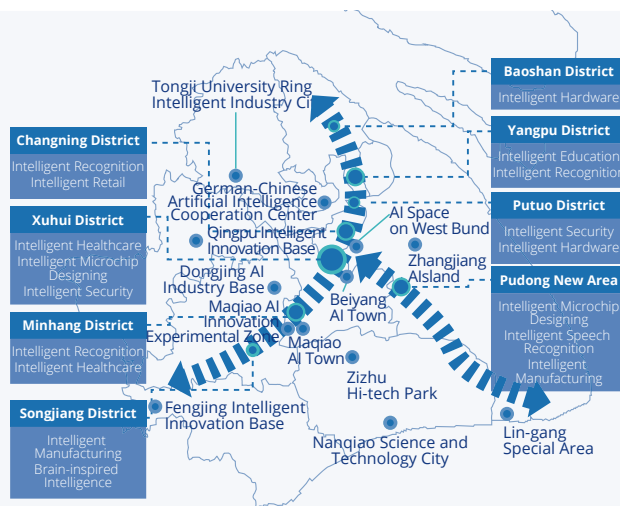 Tongji University Ring
Intelligent Industry City
German-Chinese
Artificial Intelligence
Cooperation Center
Qingpu Intelligent
Innovation Base
AI Space
on West Bund
Zhangjiang
AIsland
Dongjing AI
Industry Base
Beiyang
AI Town
Maqiao AI
Innovation
Experimental Zone
Maqiao
AI Town
Zizhu
Hi-tech Park
Fengjing Intelligent
Innovation Base
Nanqiao Science and
Technology City
Lin-gang
Special Area
Changning District
Intelligent Recognition
Intelligent Retail
Xuhui District
Intelligent Healthcare
Intelligent Microchip
Designing
Intelligent Security
Minhang District
Intelligent Recognition
Intelligent Healthcare
Songjiang District
Intelligent
Manufacturing
Brain-inspired
Intelligence
Baoshan District
Intelligent Hardware
Yangpu District
Intelligent Education
Intelligent Recognition
Putuo District
Intelligent Security
Intelligent Hardware
Pudong New Area
Intelligent Microchip
Designing
Intelligent Speech
Recognition
Intelligent
Manufacturing